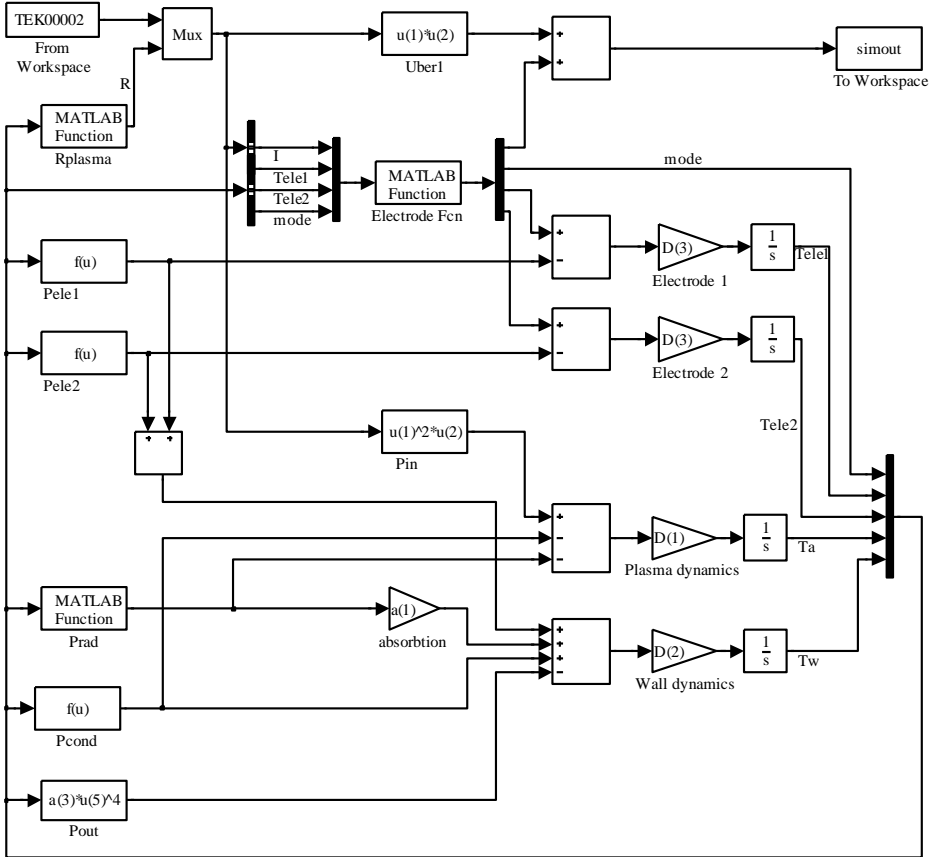 TEK00002
From
Workspace
Mux
u(1)*u(2)
Uber1
+
+
simout
To Workspace
R
MATLAB
Function
Rplasma
I
Tele1
Tele2
mode
MATLAB
Function
Electrode Fcn
mode
f(u)
Pele1
+
−
D(3)
Electrode 1
1
s
Tele1
f(u)
Pele2
+
−
D(3)
Electrode 2
1
s
Tele2
+ +
u(1)^2*u(2)
Pin
+
−
−
D(1)
Plasma dynamics
1
s
Ta
MATLAB
Function
Prad
a(1)
absorbtion
+
+
+
−
D(2)
Wall dynamics
1
s
Tw
f(u)
Pcond
a(3)*u(5)^4
Pout